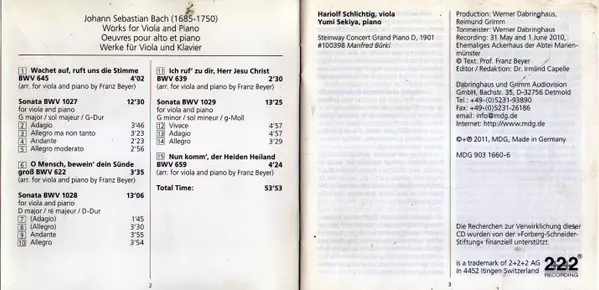 Johann Sebastian Bach (1685-1750)
Works for Viola and Piano
Oeuvres pour alto et piano
Werke für Viola und Klavier
1 Wachet auf, ruft uns die Stimme
BWV 645 4'02
(arr. for viola and piano by Franz Beyer)
Sonata BWV 1027 12'30
for viola and piano
G major / sol majeur / G-Dur
2 Adagio 3'46
3 Allegro ma non tanto 3'23
4 Andante 2'23
5 Allegro moderato 2'56
6 O Mensch, bewein' dein Sünde
groß BWV 622 3'35
(arr. for viola and piano by Franz Beyer)
Sonata BWV 1028 13'06
for viola and piano
D major / ré majeur / D-Dur
7 (Adagio) 1'45
8 (Allegro) 3'30
9 Andante 3'55
10 Allegro 3'54
11 Ich ruf' zu dir, Herr Jesu Christ
BWV 639 2'30
(arr. for viola and piano by Franz Beyer)
Sonata BWV 1029 13'25
for viola and piano
G minor / sol mineur / g-Moll
12 Vivace 4'57
13 Adagio 4'57
14 Allegro 3'29
15 Nun komm', der Heiden Heiland
BWV 659 4'24
(arr. for viola and piano by Franz Beyer)
Total Time: 53'53
2
Hariolf Schlichtig, viola
Yumi Sekiya, piano
Steinway Concert Grand Piano D, 1901
#100398 Manfred Bürki
Production: Werner Dabringhaus,
Reimund Grimm
Tonmeister: Werner Dabringhaus
Recording: 31 May and 1 June 2010,
Ehemaliges Ackerhaus der Abtei Marien-
münster
© Text: Prof. Franz Beyer
Editor / Redaktion: Dr. Irmlind Capelle
Dabringhaus und Grimm Audiovision
GmbH, Bachstr. 35, D-32756 Detmold
Tel.: +49-(0)5231-93890
Fax: +49-(0)5231-26186
email: info@mdg.de
Internet: http://www.mdg.de
©+℗ 2011, MDG, Made in Germany
MDG 903 1660-6
Die Recherchen zur Verwirklichung dieser
CD wurden von der »Forberg-Schneider-
Stiftung« finanziell unterstützt.
is a trademark of 2+2+2 AG
in 4452 Itingen Switzerland
222®
RECORDING
3